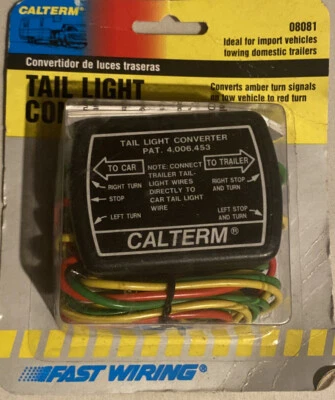 CALTERM®
08081
Ideal for import vehicles
towing domestic trailers
Convertidor de luces traseras
TAIL LIGHT
CON
Converts amber turn signals
on tow vehicle to red turn
TAIL LIGHT CONVERTER
PAT. 4.006.453
TO CAR
NOTE: CONNECT
TRAILER TAIL-
LIGHT WIRES
DIRECTLY TO
CAR TAIL LIGHT
WIRE
TO TRAILER
RIGHT TURN
STOP
LEFT TURN
RIGHT STOP
AND TURN
LEFT STOP
AND TURN
CALTERM®
FAST WIRING®